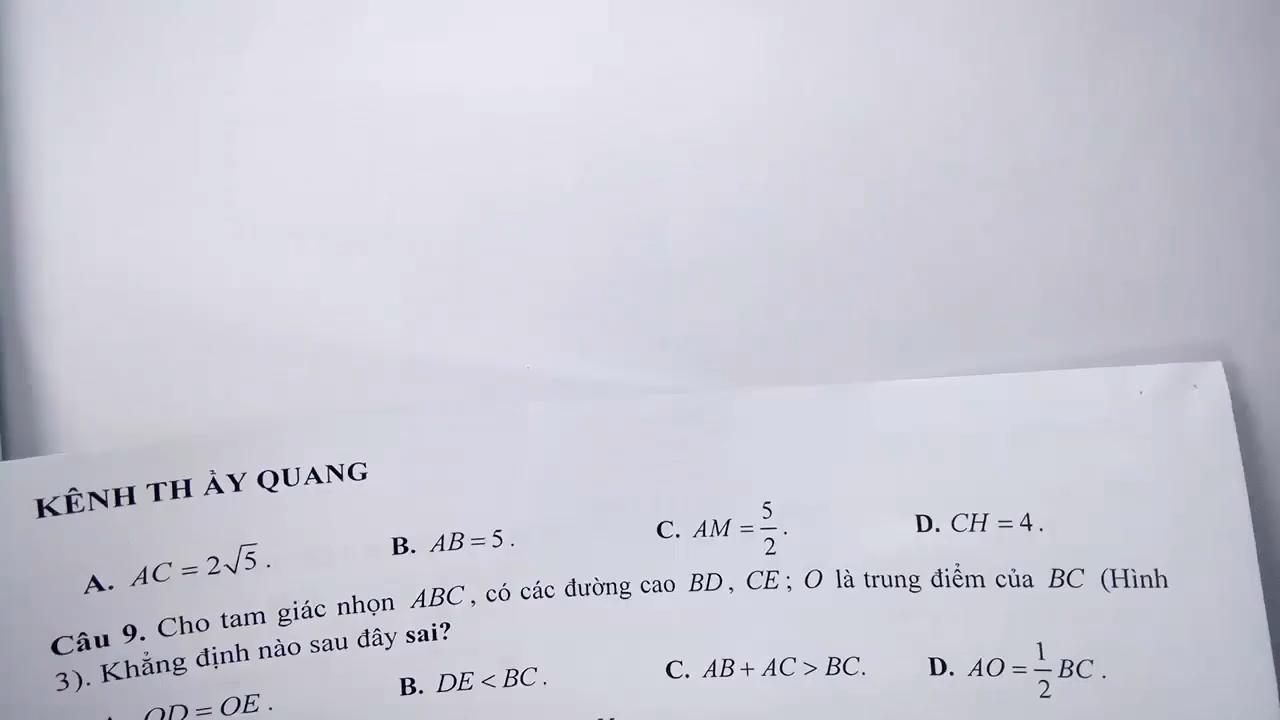 KÊNH TH ẦY QUANG
A. AC = 2√5 . B. AB = 5 . C. AM = 5/2 . D. CH = 4 .
Câu 9. Cho tam giác nhọn ABC , có các đường cao BD , CE ; O là trung điểm của BC (Hình
3). Khẳng định nào sau đây sai?
OD = OE . B. DE < BC . C. AB + AC > BC. D. AO = 1/2 BC .